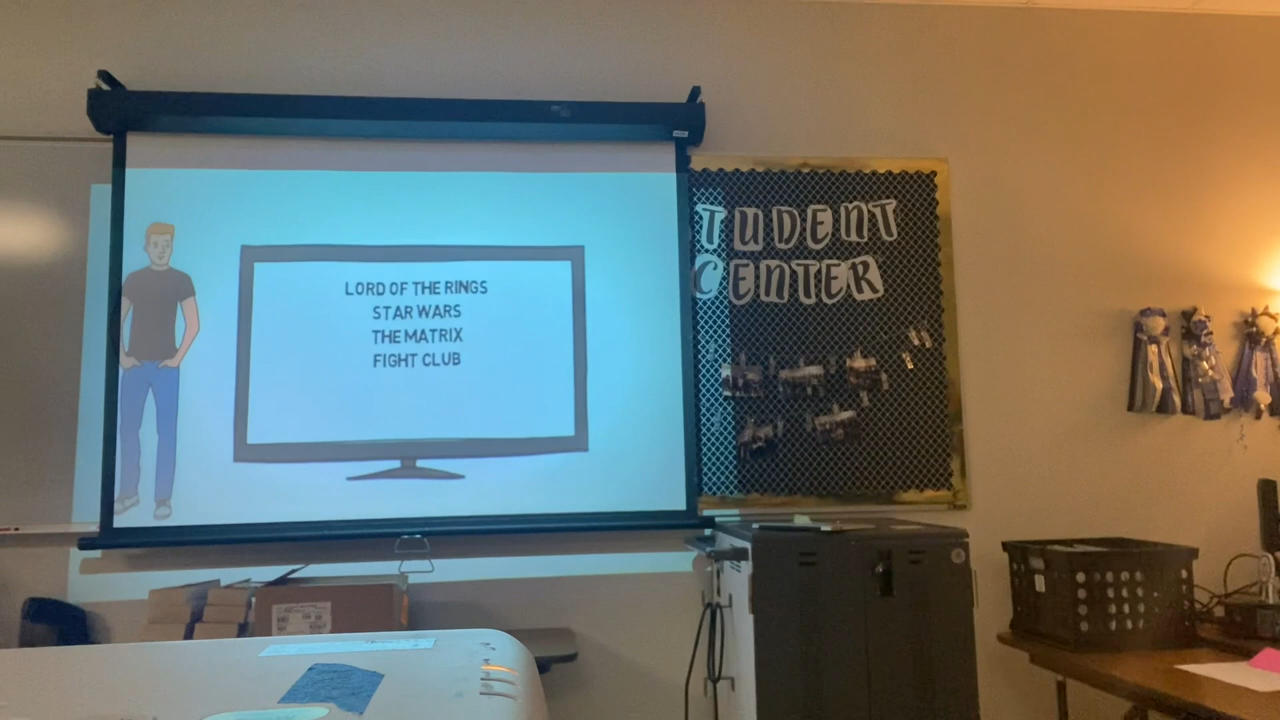 LORD OF THE RINGS
STAR WARS
THE MATRIX
FIGHT CLUB
TUDENT
CENTER